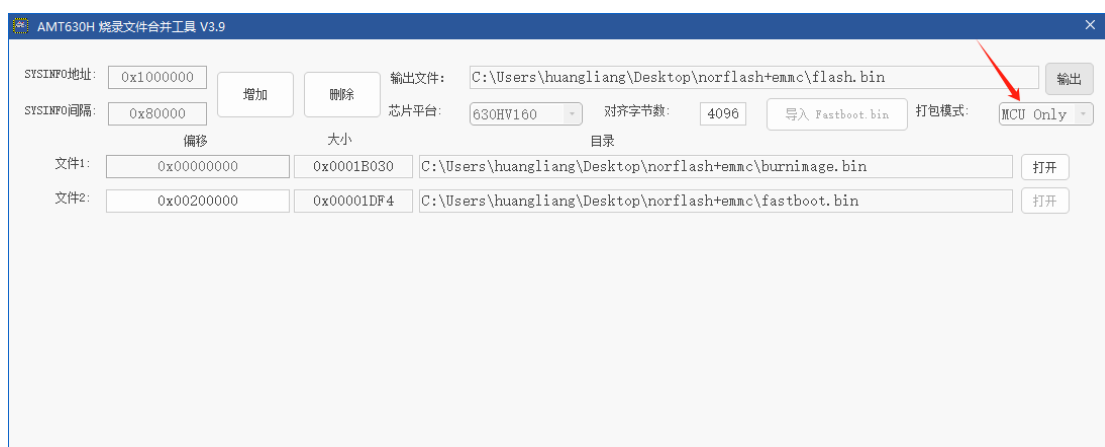 AMT630H 烧录文件合并工具 V3.9
SYSINFO地址: 0x1000000 增加 删除 输出文件: C:\Users\huangliang\Desktop\norflash+emmc\flash.bin 输出
SYSINFO间隔: 0x80000 芯片平台: 630HV160 对齐字节数: 4096 导入 Fastboot.bin 打包模式: MCU Only
偏移 大小 目录
文件1: 0x00000000 0x0001B030 C:\Users\huangliang\Desktop\norflash+emmc\burnimage.bin 打开
文件2: 0x00200000 0x00001DF4 C:\Users\huangliang\Desktop\norflash+emmc\fastboot.bin 打开